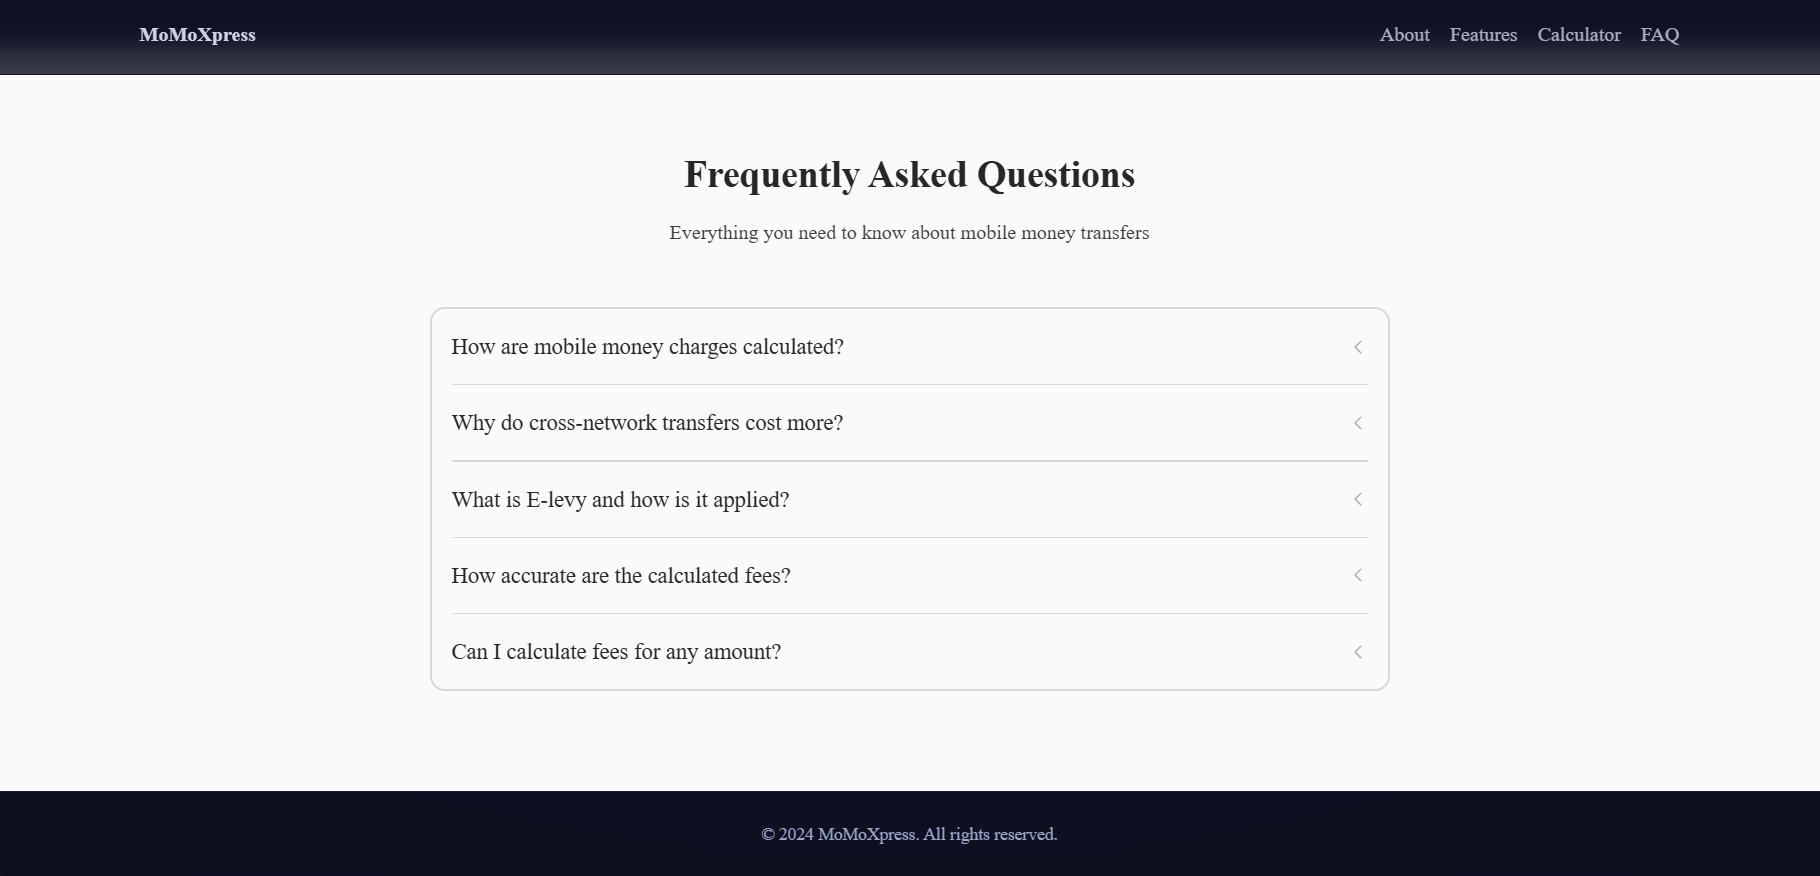 MoMoXpress
About Features Calculator FAQ
Frequently Asked Questions
Everything you need to know about mobile money transfers
How are mobile money charges calculated?
Why do cross-network transfers cost more?
What is E-levy and how is it applied?
How accurate are the calculated fees?
Can I calculate fees for any amount?
© 2024 MoMoXpress. All rights reserved.